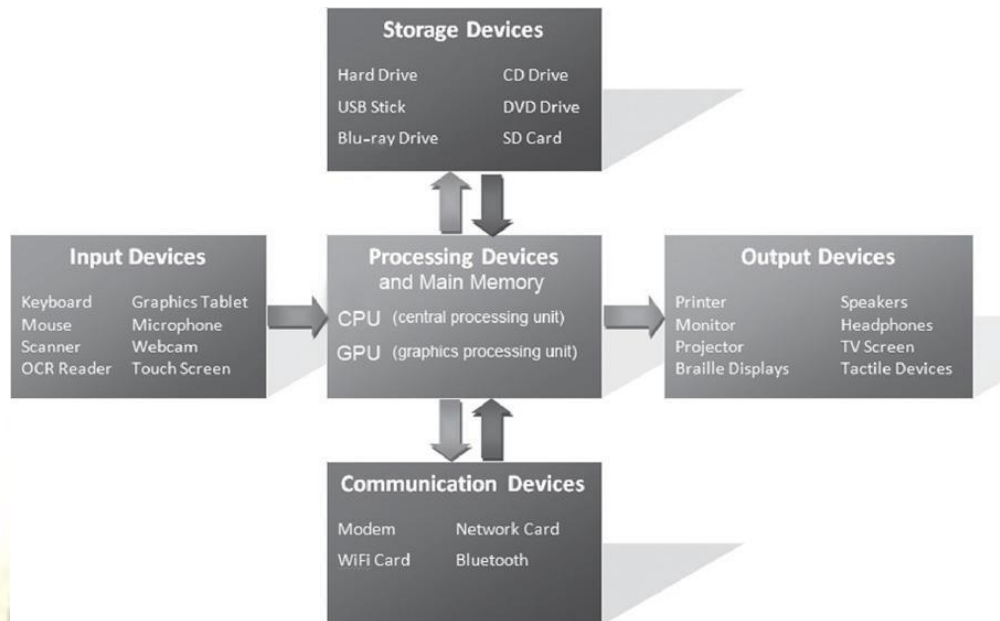 Storage Devices
Hard Drive CD Drive
USB Stick DVD Drive
Blu-ray Drive SD Card
Input Devices
Keyboard Graphics Tablet
Mouse Microphone
Scanner Webcam
OCR Reader Touch Screen
Processing Devices
and Main Memory
CPU (central processing unit)
GPU (graphics processing unit)
Output Devices
Printer Speakers
Monitor Headphones
Projector TV Screen
Braille Displays Tactile Devices
Communication Devices
Modem Network Card
WiFi Card Bluetooth